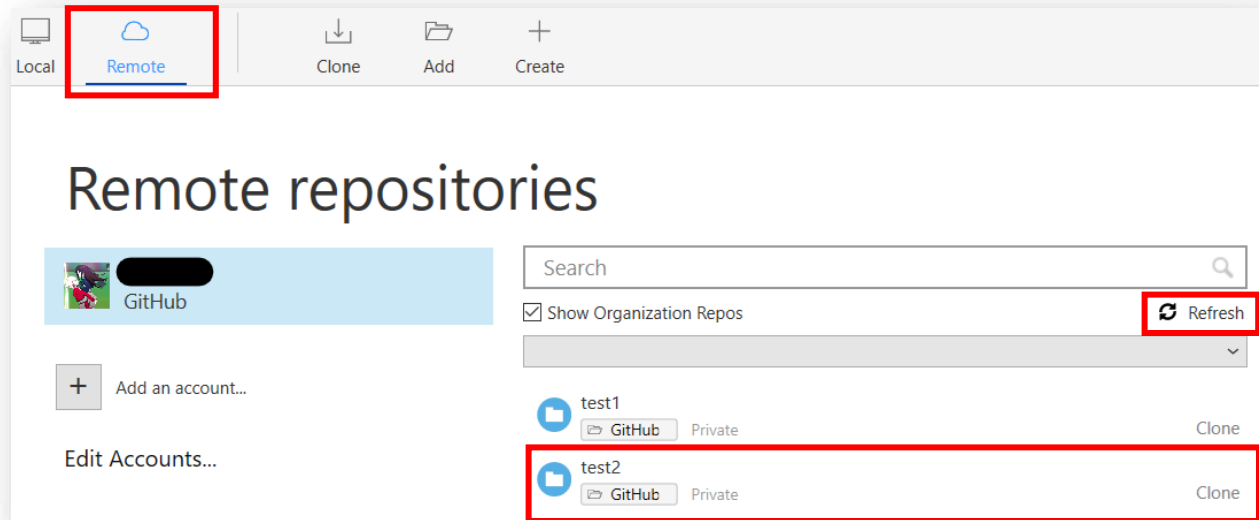 Local
Remote
Clone
Add
Create
Remote repositories
GitHub
Add an account...
Edit Accounts...
Search
Show Organization Repos
Refresh
test1
GitHub Private
Clone
test2
GitHub Private
Clone